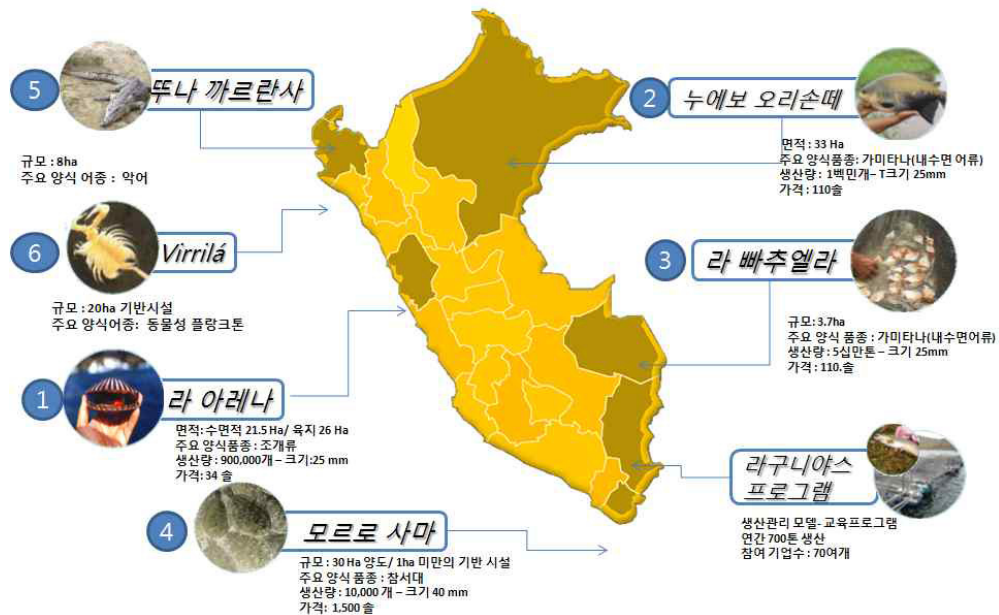 5
뚜나 까르란사
규모 : 8ha
주요 양식 어종 : 악어
2
누에보 오리손떼
면적 : 33 Ha
주요 양식품종 : 가미타나(내수면 어류)
생산량 : 1백민개– T크기 25mm
가격 : 110솔
6
Virrilá
규모 : 20ha 기반시설
주요 양식어종: 동물성 플랑크톤
3
라 빠추엘라
규모: 3.7ha
주요 양식 품종 : 가미타나(내수면어류)
생산량 : 5십만톤 – 크기 25mm
가격 : 110.솔
1
라 아레나
면적: 수면적 21.5 Ha/ 육지 26 Ha
주요 양식품종 : 조개류
생산량 : 900,000개 – 크기:25 mm
가격: 34 솔
라구니야스
프로그램
생산관리 모델- 교육프로그램
연간 700톤 생산
참여 기업수 : 70여개
4
모르로 사마
규모 : 30 Ha 양도/ 1ha 미만의 기반 시설
주요 양식 품종 : 참서대
생산량 : 10,000 개 – 크기 40 mm
가격: 1,500 솔